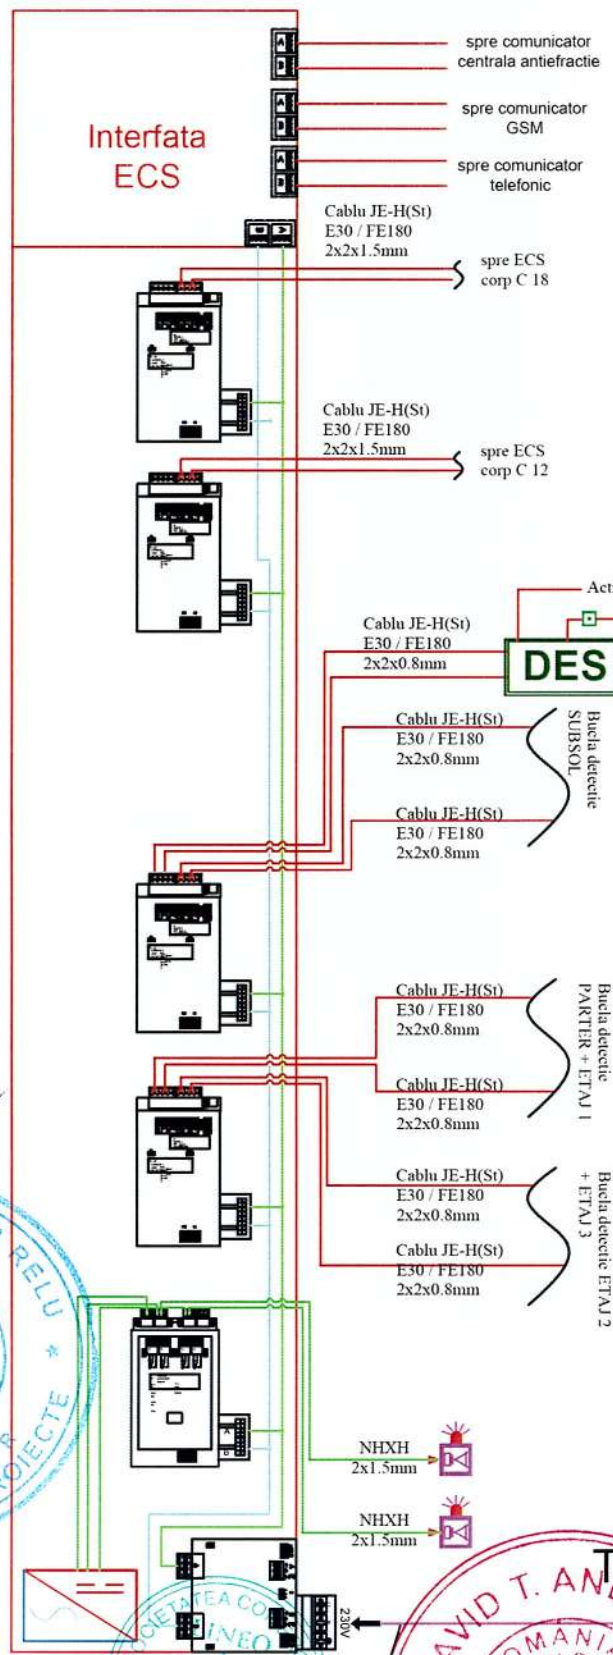 A
B
spre comunicator
centrala antiefractie
A
B
spre comunicator
GSM
A
B
spre comunicator
telefonic
Interfata
ECS
B A
Cablu JE-H(St)
E30 / FE180
2x2x1.5mm
spre ECS
corp C 18
Cablu JE-H(St)
E30 / FE180
2x2x1.5mm
spre ECS
corp C 12
Cablu JE-H(St)
E30 / FE180
2x2x0.8mm
DES
Cablu JE-H(St)
E30 / FE180
2x2x0.8mm
Bucla detectie
SUBSOL
Cablu JE-H(St)
E30 / FE180
2x2x0.8mm
Cablu JE-H(St)
E30 / FE180
2x2x0.8mm
Bucla detectie
PARTER + ETAJ 1
Cablu JE-H(St)
E30 / FE180
2x2x0.8mm
Cablu JE-H(St)
E30 / FE180
2x2x0.8mm
Bucla detectie ETAJ 2
+ ETAJ 3
Cablu JE-H(St)
E30 / FE180
2x2x0.8mm
RELU
NHXH
2x1.5mm
NHXH
2x1.5mm
230V
INEO
T. AN